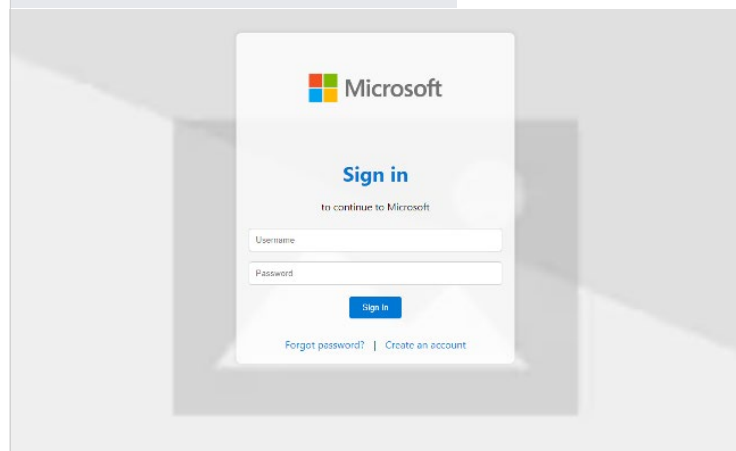 Microsoft
Sign in
to continue to Microsoft
Username
Password
Sign In
Forgot password? | Create an account